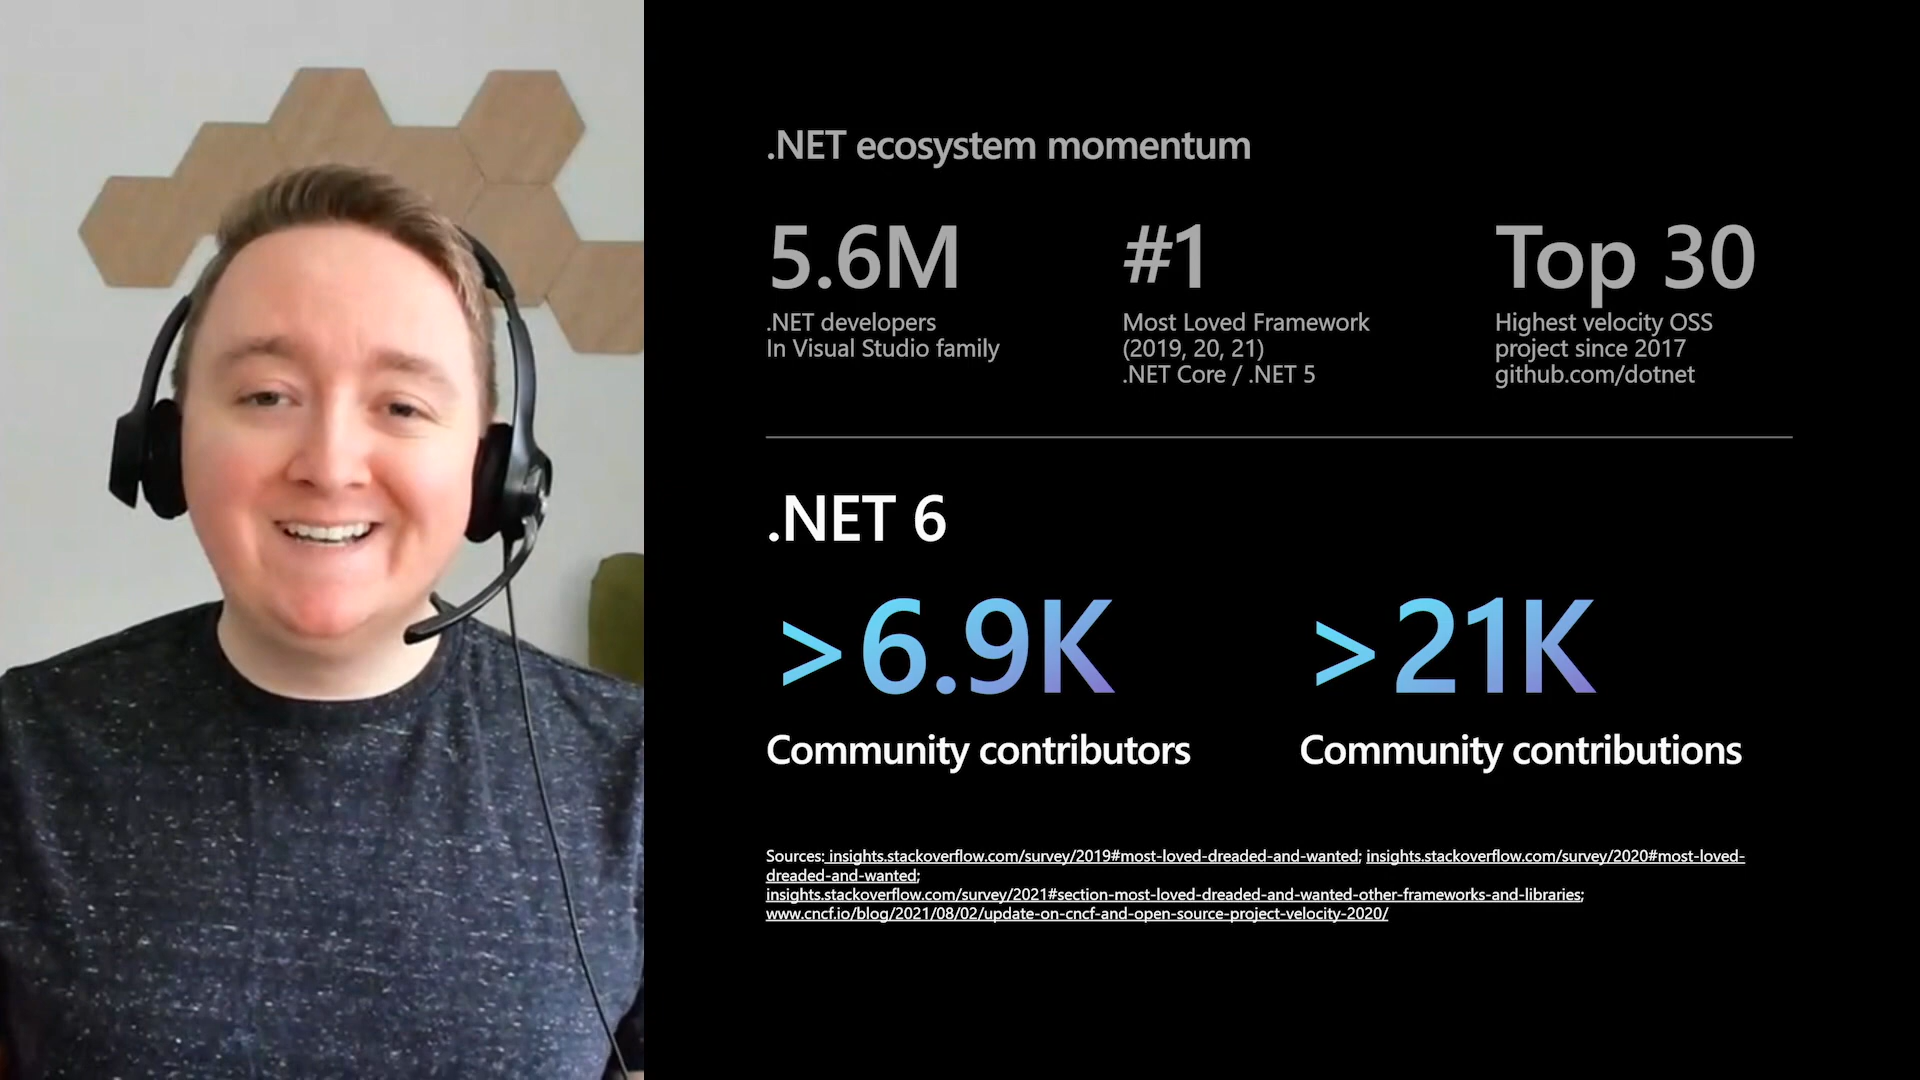 .NET ecosystem momentum
5.6M
.NET developers
In Visual Studio family
#1
Most Loved Framework
(2019, 20, 21)
.NET Core / .NET 5
Top 30
Highest velocity OSS
project since 2017
github.com/dotnet
.NET 6
>6.9K
Community contributors
>21K
Community contributions
Sources: insights.stackoverflow.com/survey/2019#most-loved-dreaded-and-wanted; insights.stackoverflow.com/survey/2020#most-loved-
dreaded-and-wanted;
insights.stackoverflow.com/survey/2021#section-most-loved-dreaded-and-wanted-other-frameworks-and-libraries;
www.cncf.io/blog/2021/08/02/update-on-cncf-and-open-source-project-velocity-2020/